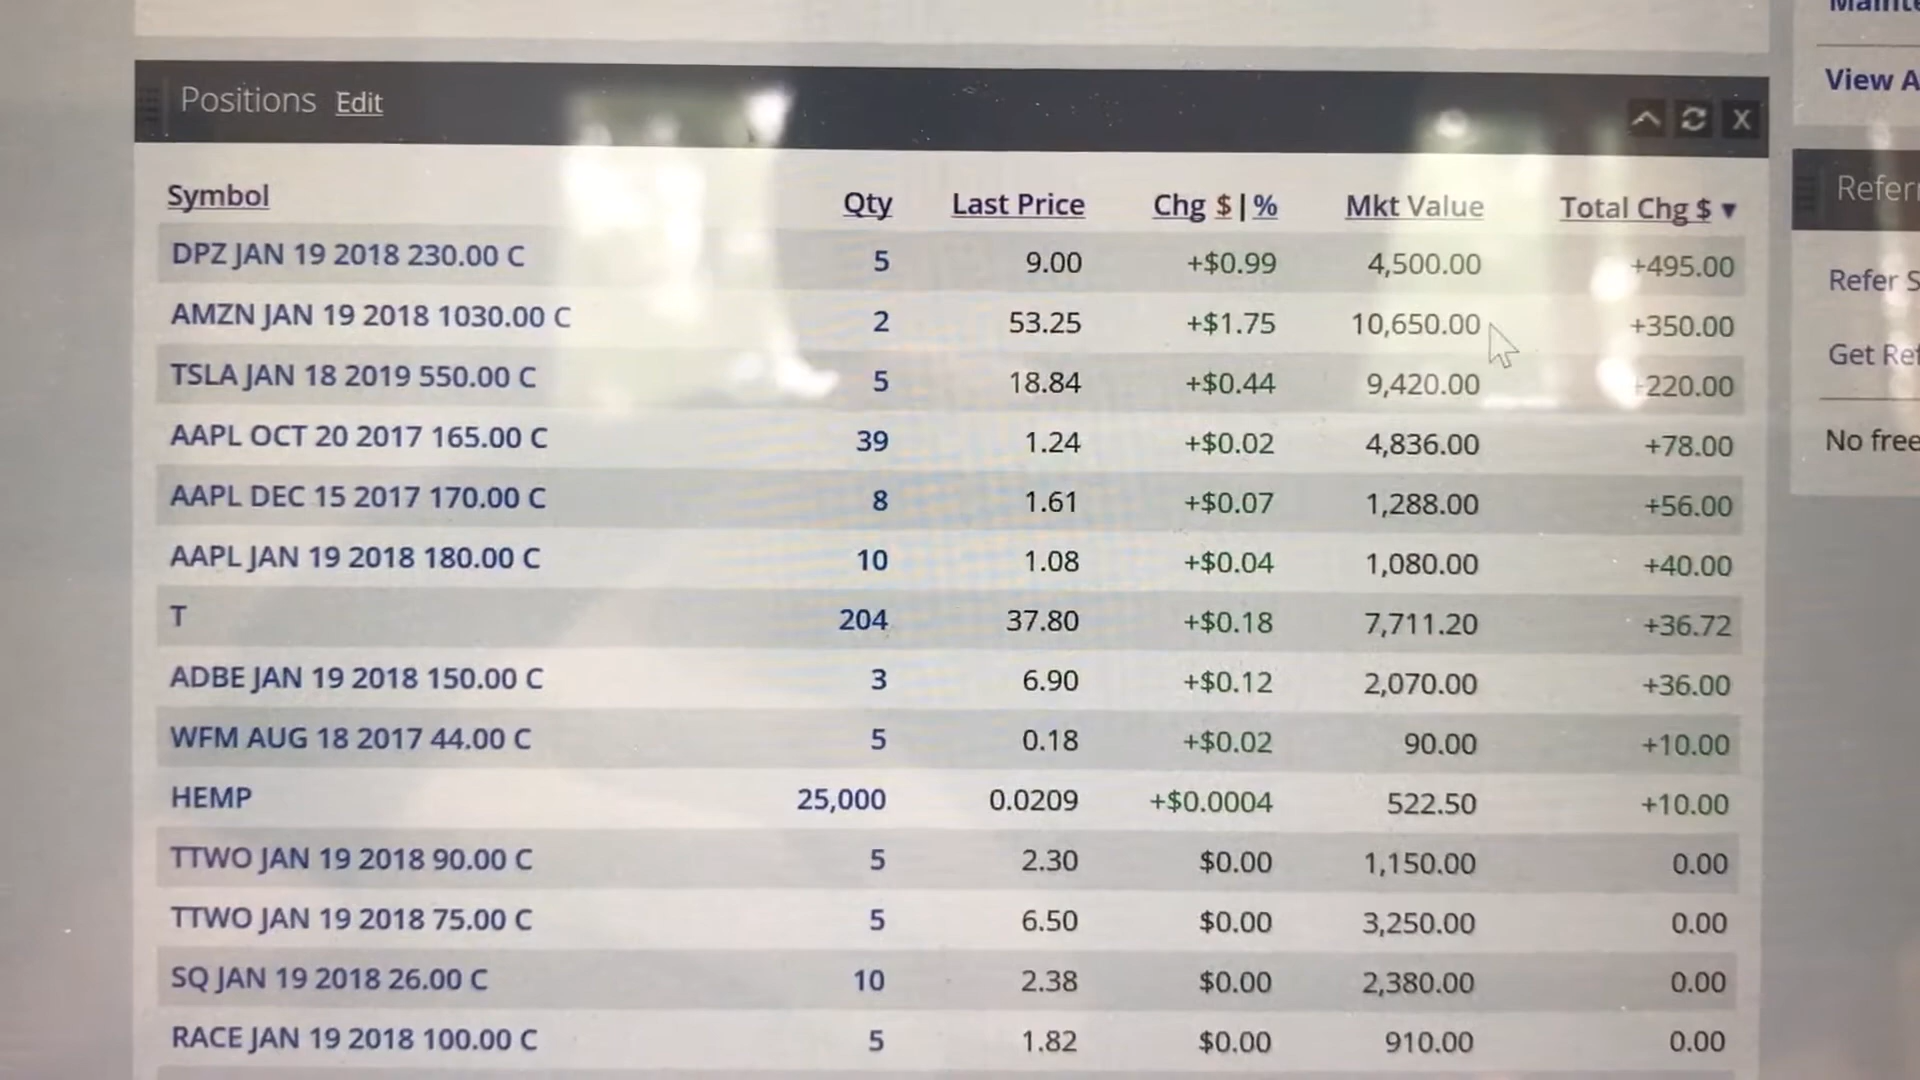 Mainte
View A
Positions Edit
Symbol Qty Last Price Chg $ | % Mkt Value Total Chg $ ▼
DPZ JAN 19 2018 230.00 C 5 9.00 +$0.99 4,500.00 +495.00
AMZN JAN 19 2018 1030.00 C 2 53.25 +$1.75 10,650.00 +350.00
TSLA JAN 18 2019 550.00 C 5 18.84 +$0.44 9,420.00 +220.00
AAPL OCT 20 2017 165.00 C 39 1.24 +$0.02 4,836.00 +78.00
AAPL DEC 15 2017 170.00 C 8 1.61 +$0.07 1,288.00 +56.00
AAPL JAN 19 2018 180.00 C 10 1.08 +$0.04 1,080.00 +40.00
T 204 37.80 +$0.18 7,711.20 +36.72
ADBE JAN 19 2018 150.00 C 3 6.90 +$0.12 2,070.00 +36.00
WFM AUG 18 2017 44.00 C 5 0.18 +$0.02 90.00 +10.00
HEMP 25,000 0.0209 +$0.0004 522.50 +10.00
TTWO JAN 19 2018 90.00 C 5 2.30 $0.00 1,150.00 0.00
TTWO JAN 19 2018 75.00 C 5 6.50 $0.00 3,250.00 0.00
SQ JAN 19 2018 26.00 C 10 2.38 $0.00 2,380.00 0.00
RACE JAN 19 2018 100.00 C 5 1.82 $0.00 910.00 0.00
Referr
Refer S
Get Ref
No free